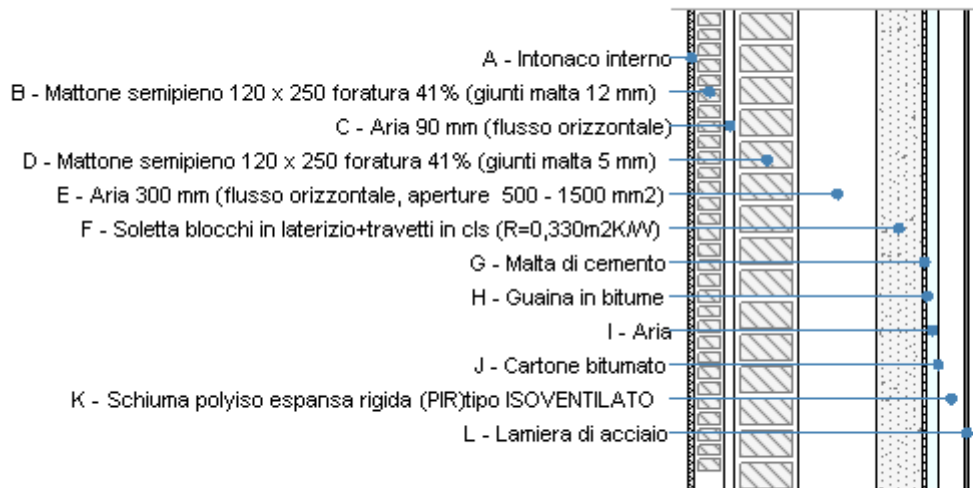 A - Intonaco interno
B - Mattone semipieno 120 x 250 foratura 41% (giunti malta 12 mm)
C - Aria 90 mm (flusso orizzontale)
D - Mattone semipieno 120 x 250 foratura 41% (giunti malta 5 mm)
E - Aria 300 mm (flusso orizzontale, aperture 500 - 1500 mm2)
F - Soletta blocchi in laterizio+travetti in cls (R=0,330m2K/W)
G - Malta di cemento
H - Guaina in bitume
I - Aria
J - Cartone bitumato
K - Schiuma polyiso espansa rigida (PIR)tipo ISOVENTILATO
L - Lamiera di acciaio